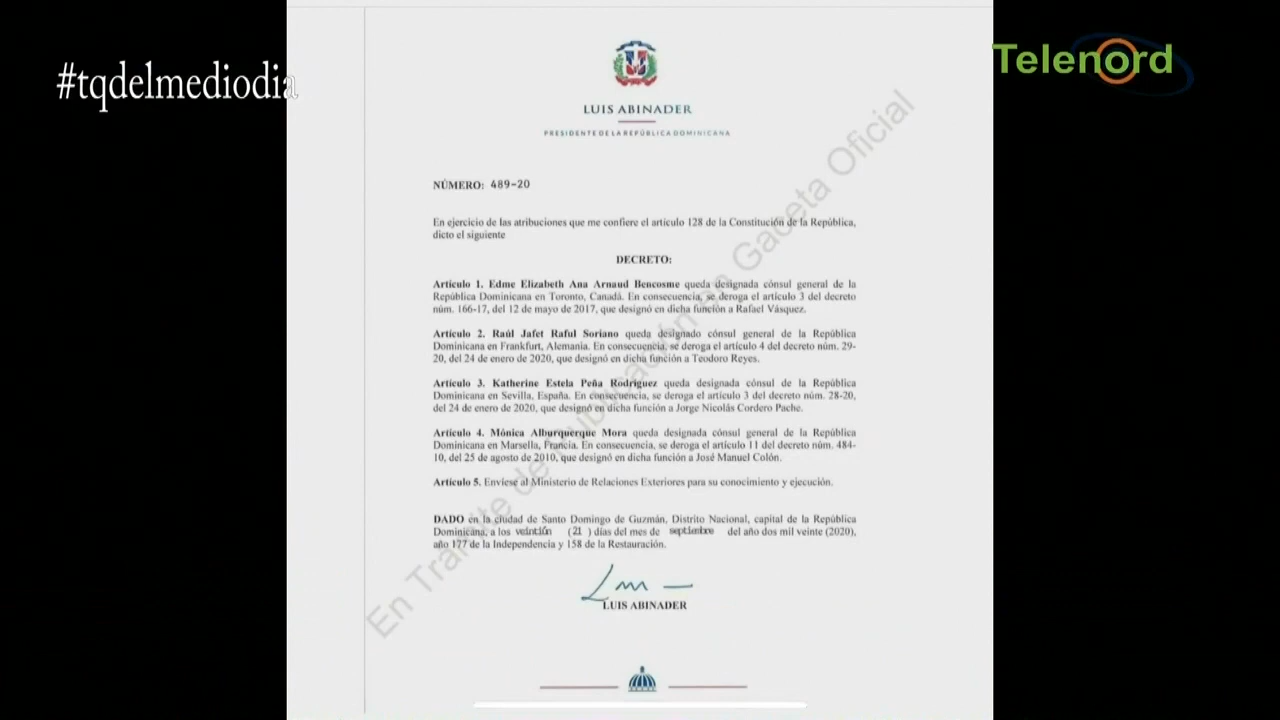 #tqdelmediodia
Telenord
LUIS ABINADER
PRESIDENTE DE LA REPÚBLICA DOMINICANA
NÚMERO: 489-20
En ejercicio de las atribuciones que me confiere el artículo 128 de la Constitución de la República,
dicto el siguiente
DECRETO:
Artículo 1. Edme Elizabeth Ana Arnaud Bencosme queda designada cónsul general de la
República Dominicana en Toronto, Canadá. En consecuencia, se deroga el artículo 3 del decreto
núm. 166-17, del 12 de mayo de 2017, que designó en dicha función a Rafael Vásquez.
Artículo 2. Raúl Jafet Raful Soriano queda designado cónsul general de la República
Dominicana en Frankfurt, Alemania. En consecuencia, se deroga el artículo 4 del decreto núm. 29-
20, del 24 de enero de 2020, que designó en dicha función a Teodoro Reyes.
Artículo 3. Katherine Estela Peña Rodríguez queda designada cónsul de la República
Dominicana en Sevilla, España. En consecuencia, se deroga el artículo 3 del decreto núm. 28-20,
del 24 de enero de 2020, que designó en dicha función a Jorge Nicolás Cordero Pache.
Artículo 4. Mónica Alburquerque Mora queda designada cónsul general de la República
Dominicana en Marsella, Francia. En consecuencia, se deroga el artículo 11 del decreto núm. 484-
10, del 25 de agosto de 2010, que designó en dicha función a José Manuel Colón.
Artículo 5. Envíese al Ministerio de Relaciones Exteriores para su conocimiento y ejecución.
DADO en la ciudad de Santo Domingo de Guzmán, Distrito Nacional, capital de la República
Dominicana, a los veintiún (21 ) días del mes de septiembre del año dos mil veinte (2020),
año 177 de la Independencia y 158 de la Restauración.
LUIS ABINADER
En Trámite de Publicación en Gaceta Oficial